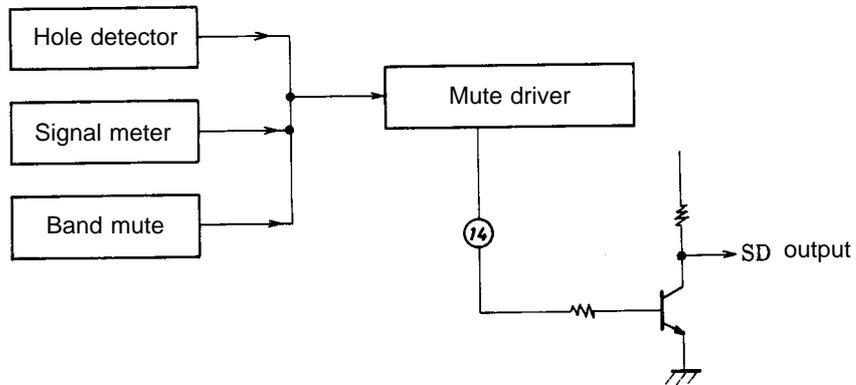 Hole detector
Mute driver
Signal meter
Band mute
14
SD output